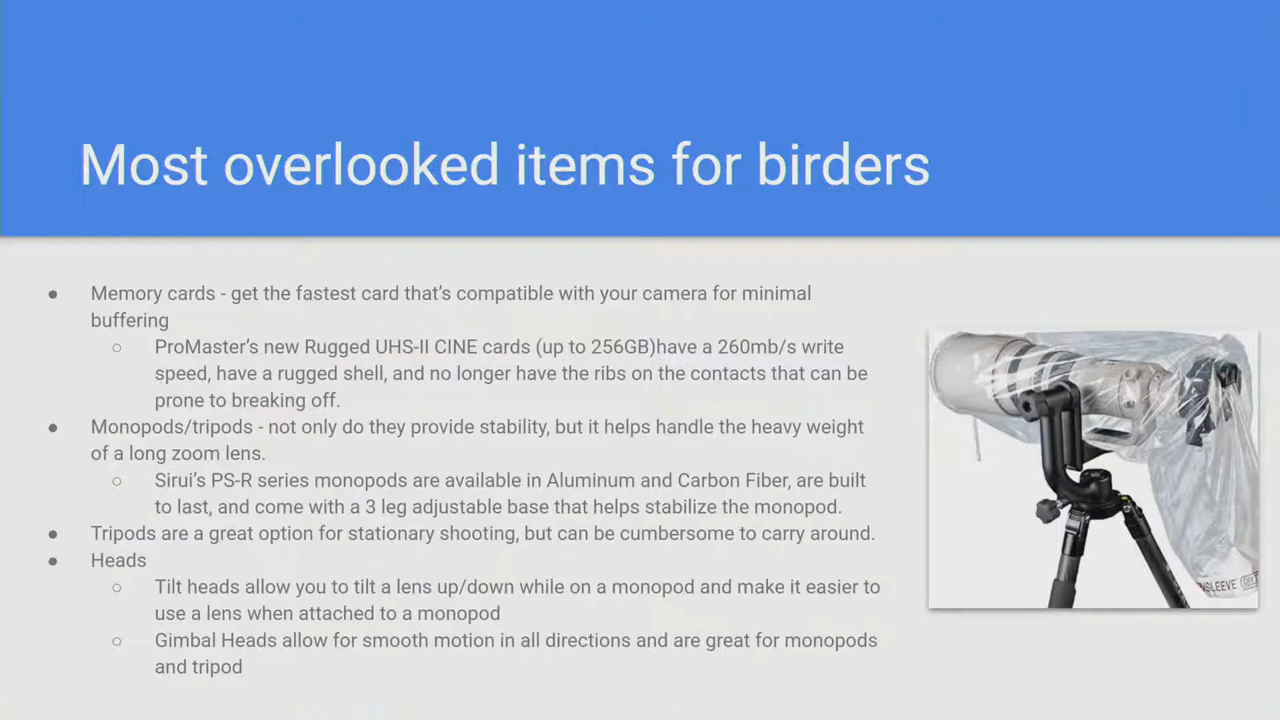 Most overlooked items for birders
● Memory cards - get the fastest card that's compatible with your camera for minimal
buffering
○ ProMaster's new Rugged UHS-II CINE cards (up to 256GB)have a 260mb/s write
speed, have a rugged shell, and no longer have the ribs on the contacts that can be
prone to breaking off.
● Monopods/tripods - not only do they provide stability, but it helps handle the heavy weight
of a long zoom lens.
○ Sirui's PS-R series monopods are available in Aluminum and Carbon Fiber, are built
to last, and come with a 3 leg adjustable base that helps stabilize the monopod.
● Tripods are a great option for stationary shooting, but can be cumbersome to carry around.
● Heads
○ Tilt heads allow you to tilt a lens up/down while on a monopod and make it easier to
use a lens when attached to a monopod
○ Gimbal Heads allow for smooth motion in all directions and are great for monopods
and tripod
NSLEEVE